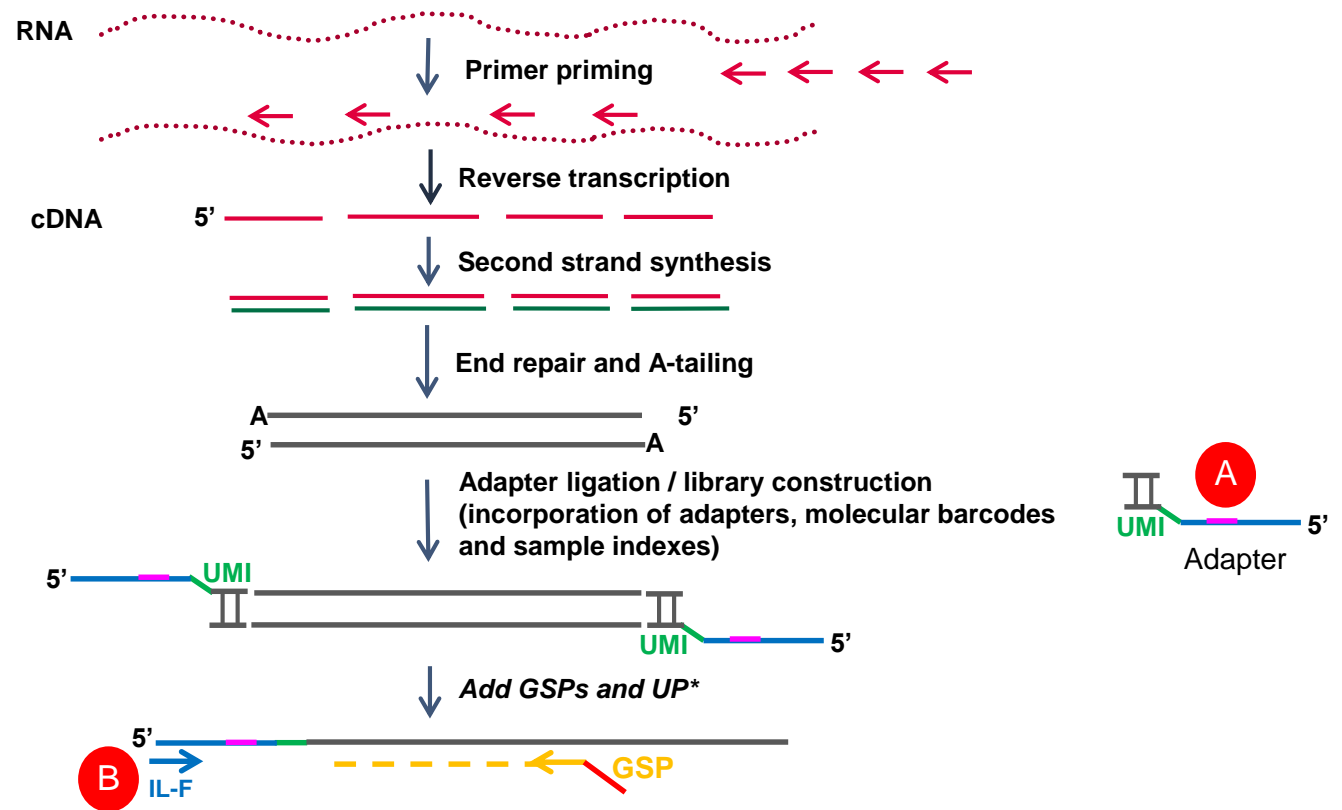 RNA
Primer priming
Reverse transcription
cDNA
5’
Second strand synthesis
End repair and A-tailing
A
5’
5’
A
Adapter ligation / library construction
(incorporation of adapters, molecular barcodes
and sample indexes)
A
UMI
5’
Adapter
5’
UMI
UMI
5’
Add GSPs and UP*
5’
B
IL-F
GSP